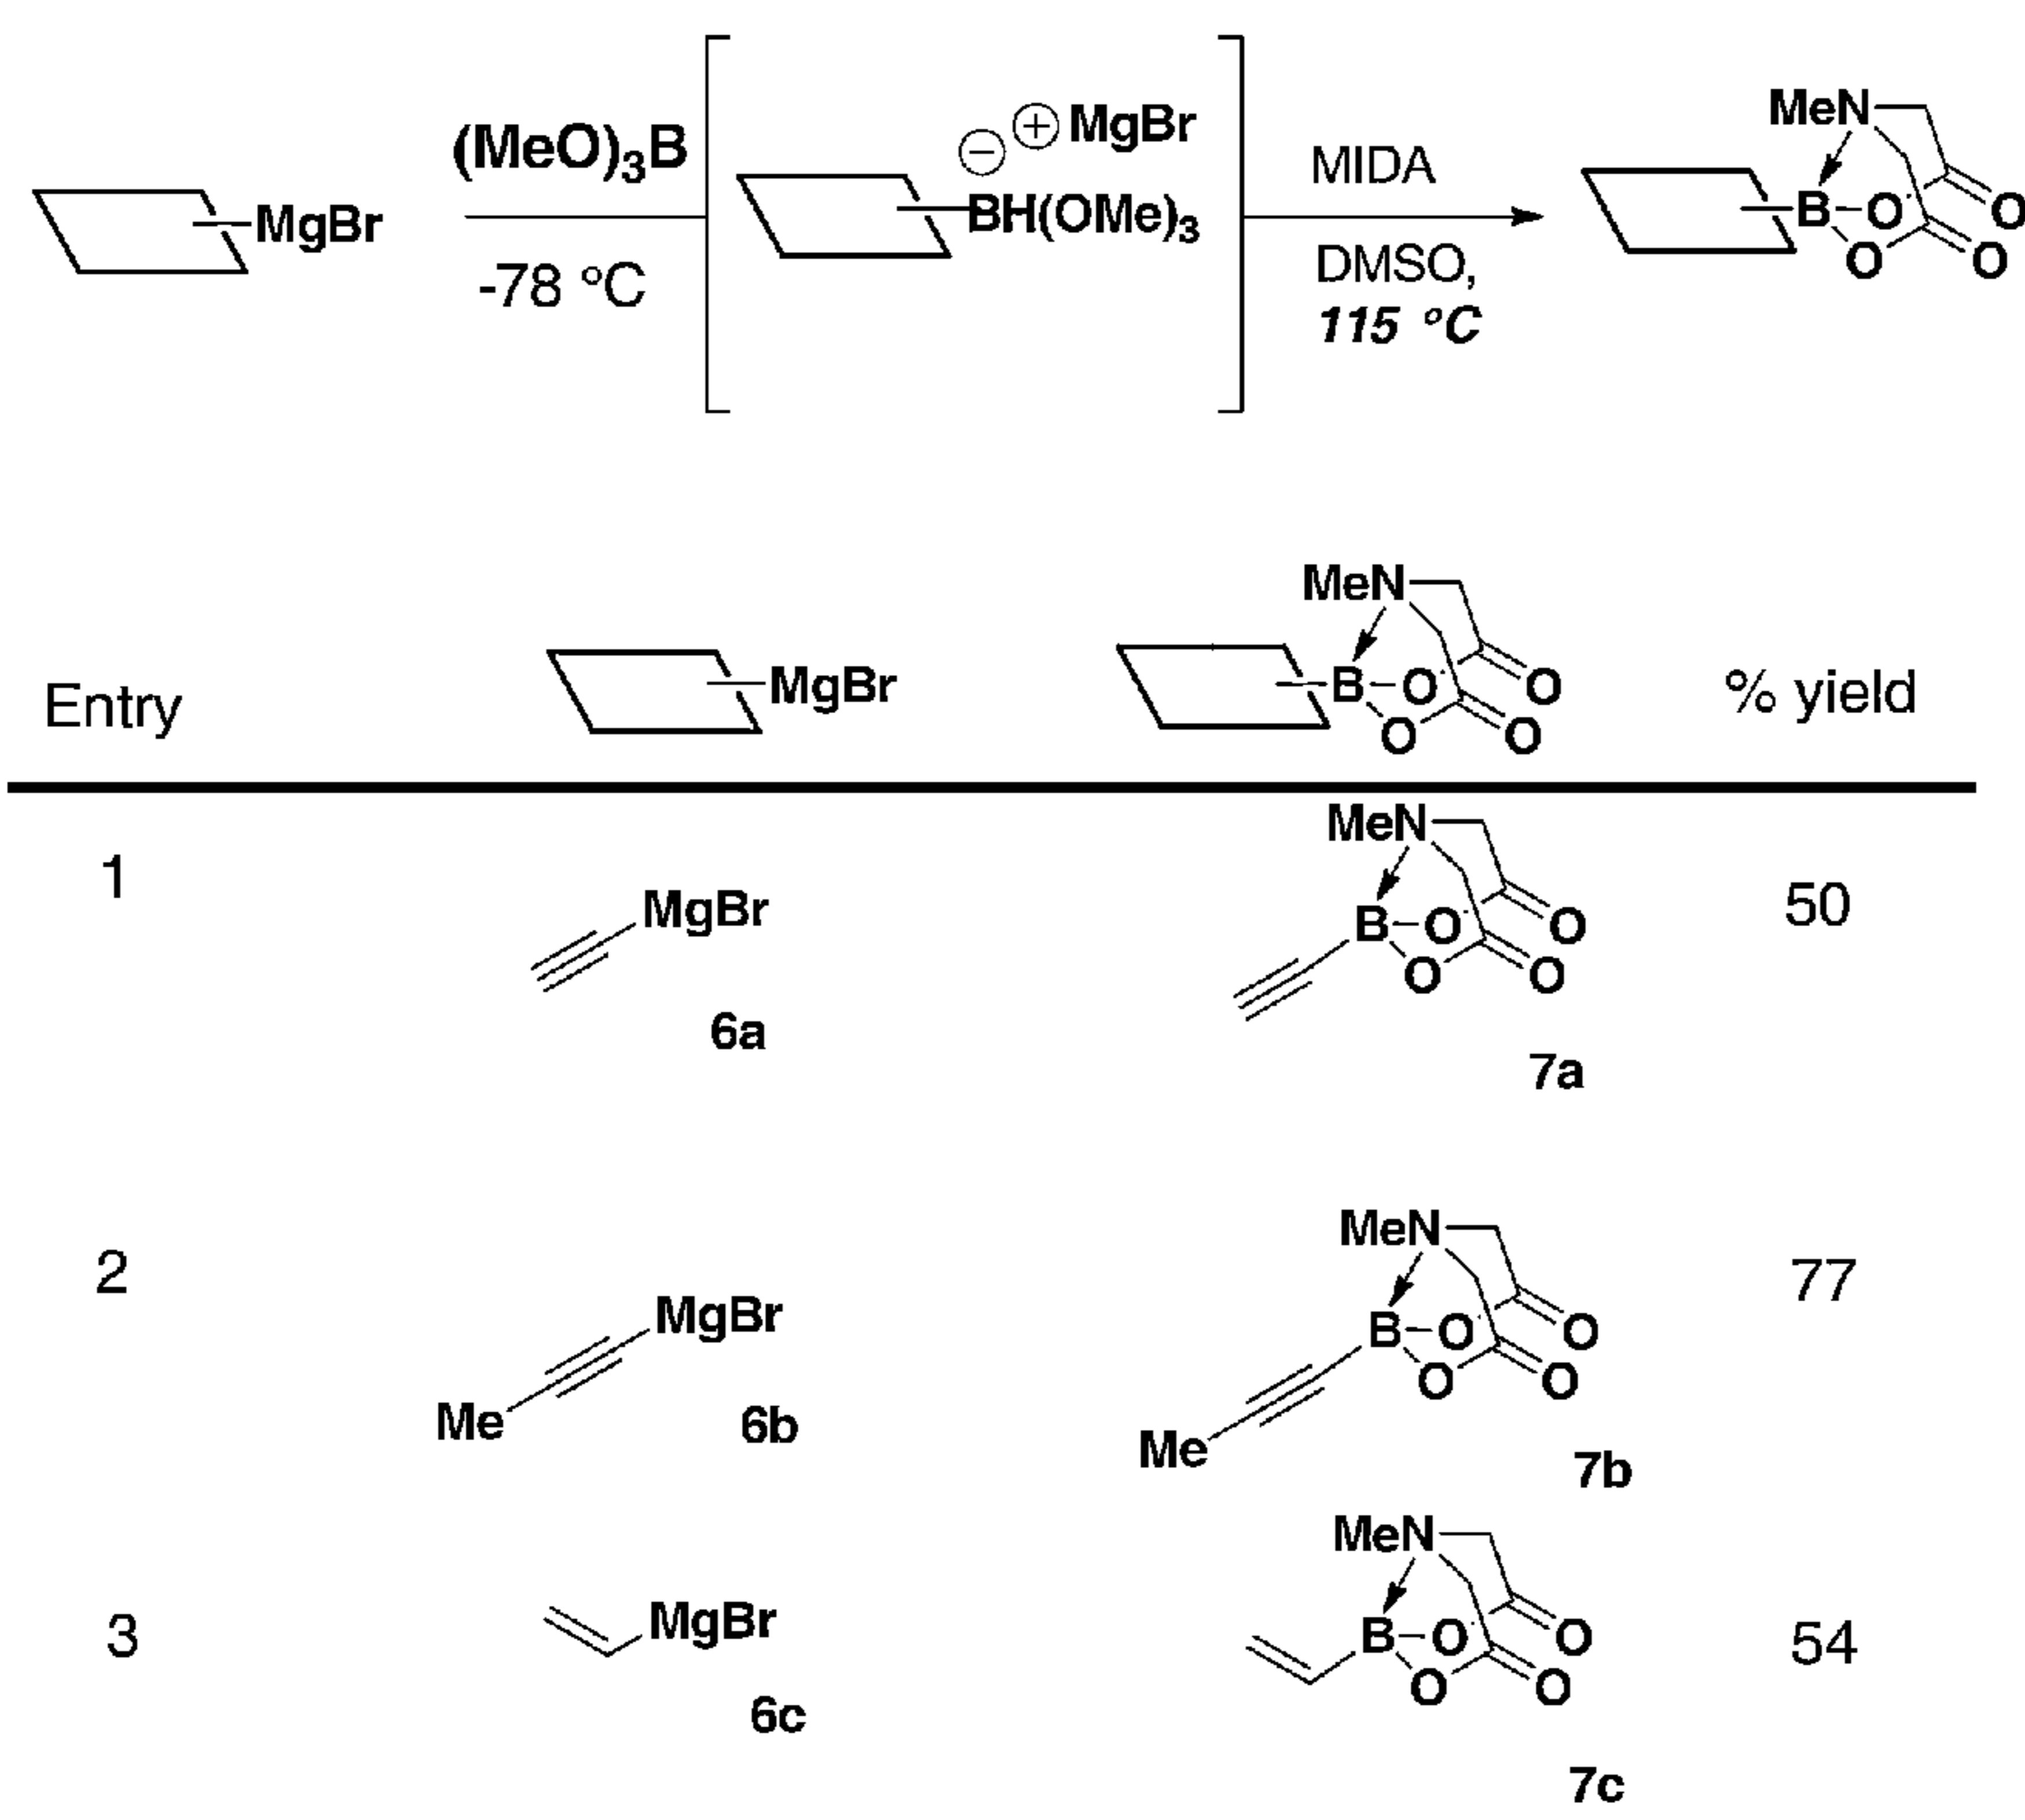 (MeO)3B
-78 °C
MgBr
⊖ ⊕ MgBr
BH(OMe)3
MIDA
DMSO,
115 °C
MeN
B-O O
O O
Entry
MgBr
MeN
B-O O
O O
% yield
1
MgBr
6a
MeN
B-O O
O O
7a
50
2
MgBr
Me
6b
MeN
B-O O
O O
Me
7b
77
3
MgBr
6c
MeN
B-O O
O O
7c
54